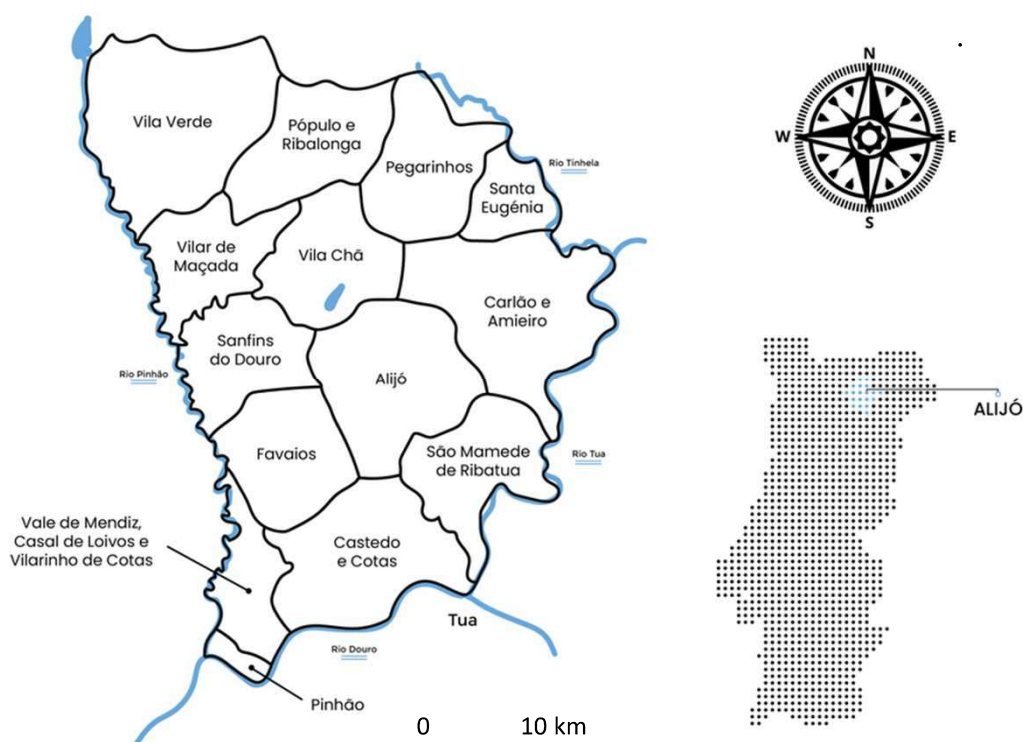 N
W
E
S
Vila Verde
Pópulo e
Ribalonga
Pegarinhos
Rio Tinhela
Santa
Eugénia
Vilar de
Maçada
Vila Chã
Carlão e
Amieiro
Sanfins
do Douro
Rio Pinhão
Alijó
ALIJÓ
Favaios
São Mamede
de Ribatua
Rio Tua
Vale de Mendiz,
Casal de Loivos e
Vilarinho de Cotas
Castedo
e Cotas
Tua
Rio Douro
Pinhão
0 10 km